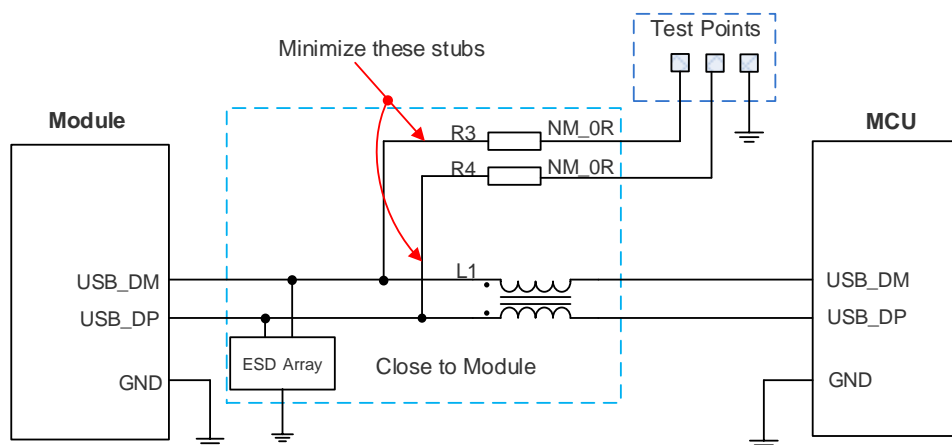 Test Points
Minimize these stubs
Module
MCU
R3
NM_0R
R4
NM_0R
USB_DM
L1
USB_DM
USB_DP
USB_DP
ESD Array
Close to Module
GND
GND